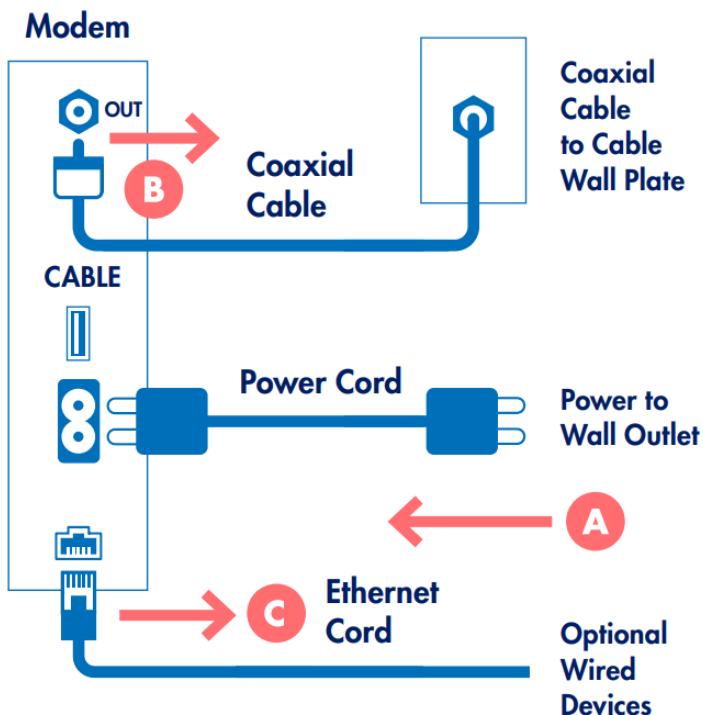 Modem
OUT
B
Coaxial
Cable
Coaxial
Cable
to Cable
Wall Plate
CABLE
Power Cord
Power to
Wall Outlet
A
C
Ethernet
Cord
Optional
Wired
Devices